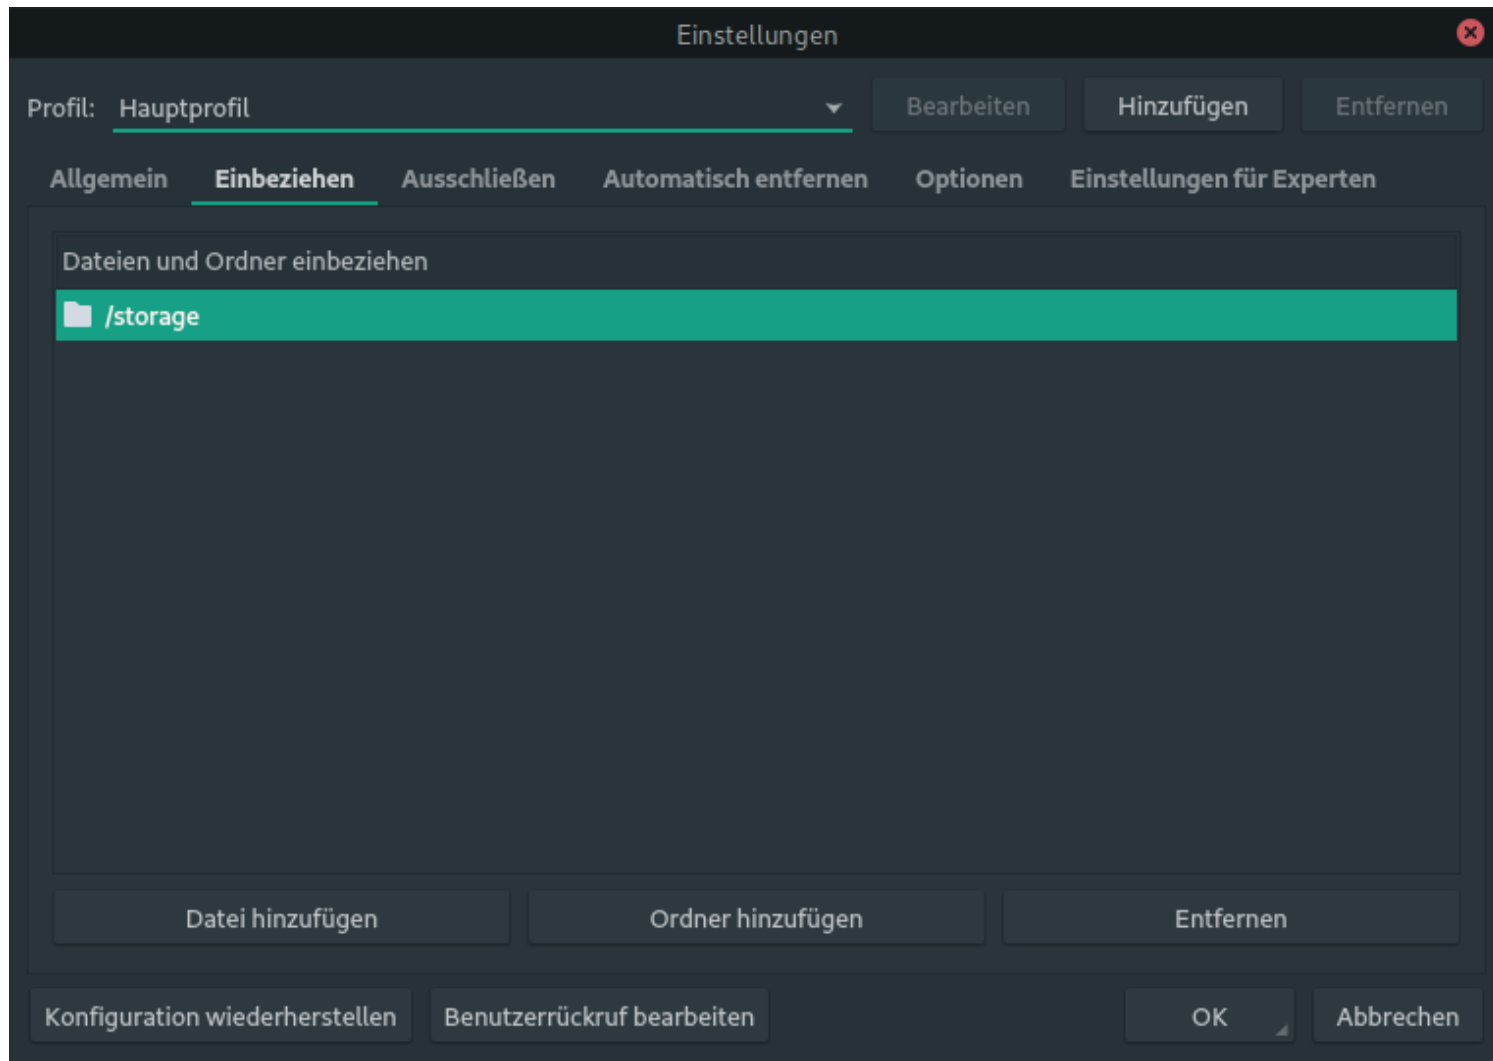 Einstellungen
Profil: Hauptprofil Bearbeiten Hinzufügen Entfernen
Allgemein Einbeziehen Ausschließen Automatisch entfernen Optionen Einstellungen für Experten
Dateien und Ordner einbeziehen
/storage
Datei hinzufügen Ordner hinzufügen Entfernen
Konfiguration wiederherstellen Benutzerrückruf bearbeiten OK Abbrechen